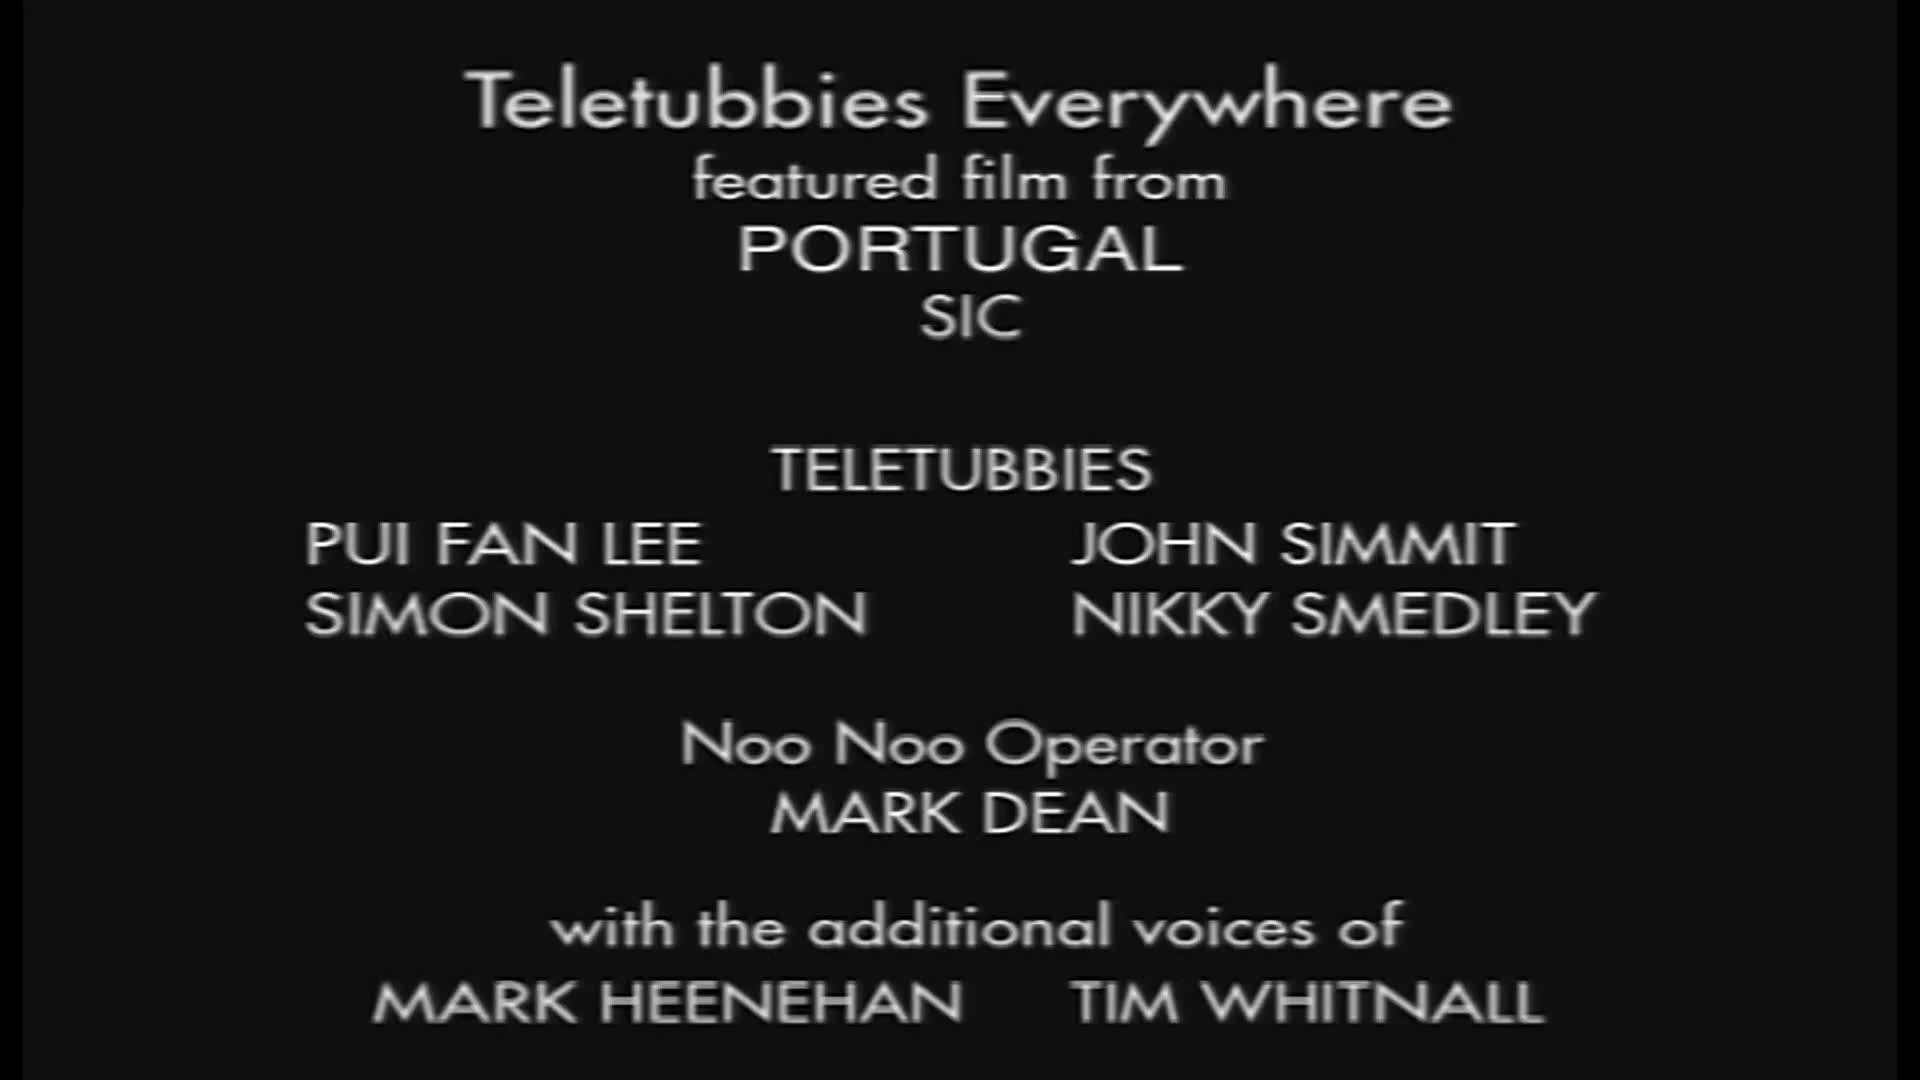 Teletubbies Everywhere
featured film from
PORTUGAL
SIC
TELETUBBIES
PUI FAN LEE JOHN SIMMIT
SIMON SHELTON NIKKY SMEDLEY
Noo Noo Operator
MARK DEAN
with the additional voices of
MARK HEENEHAN TIM WHITNALL